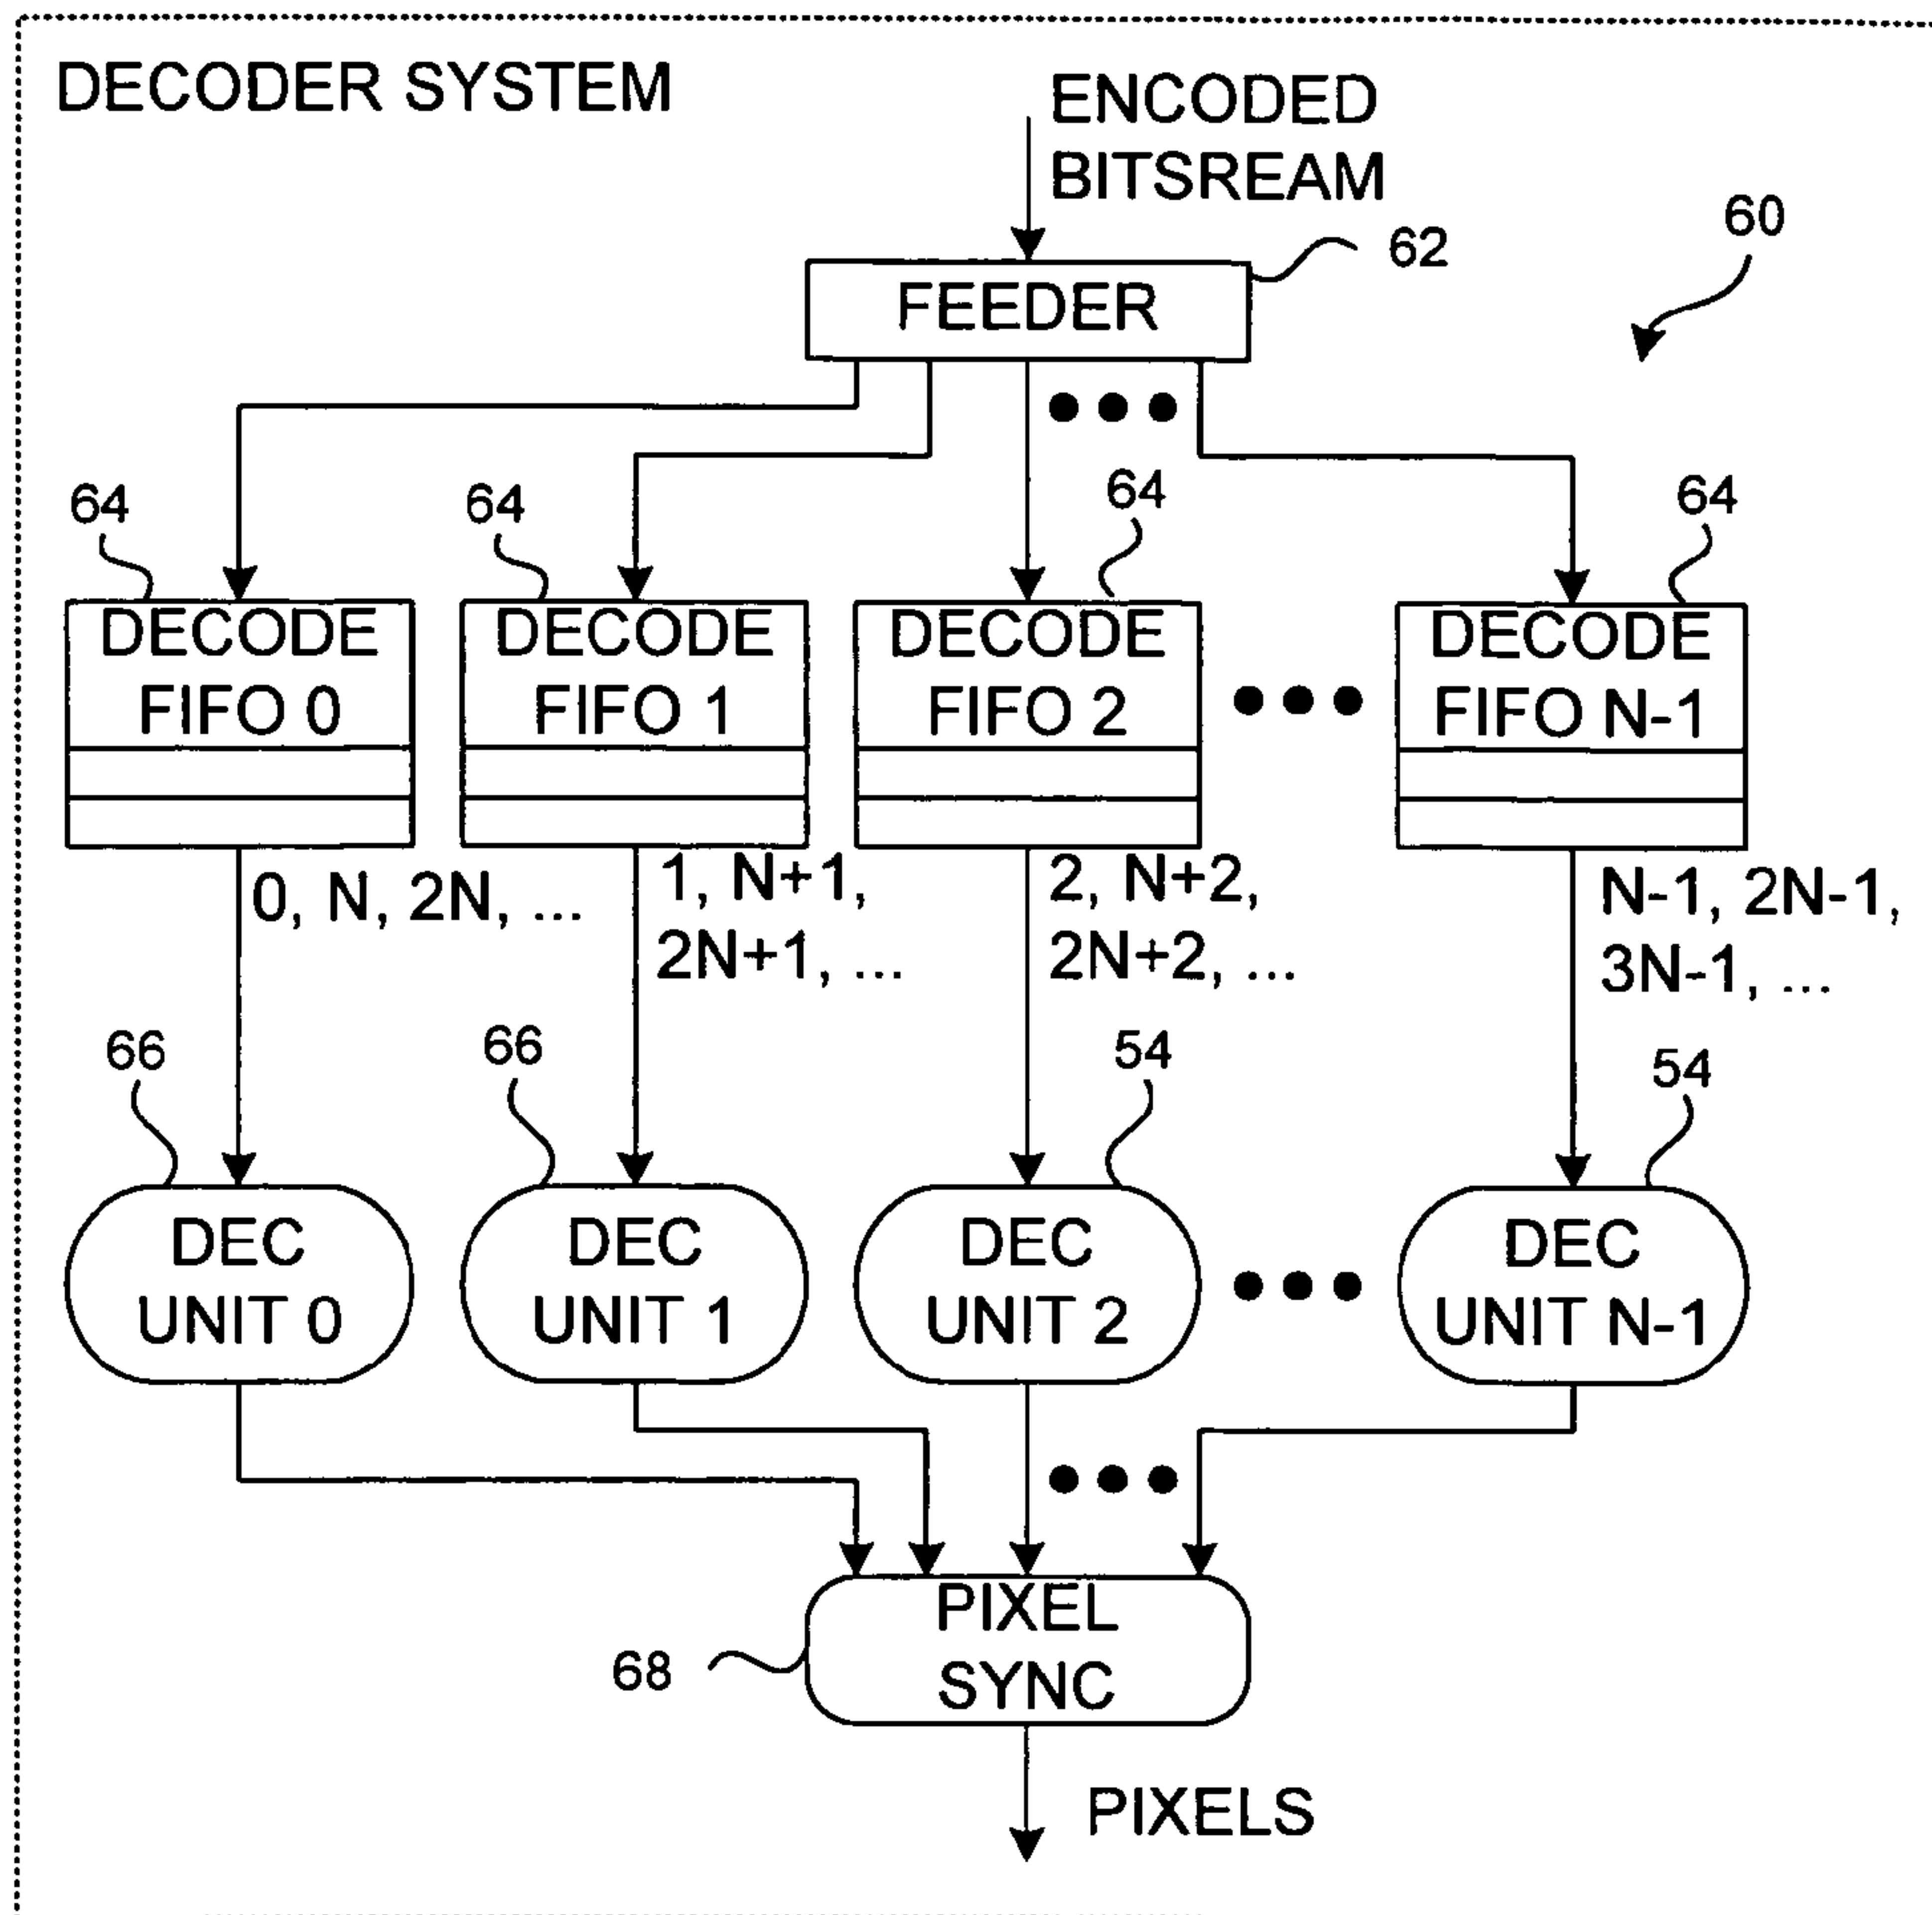 DECODER SYSTEM
ENCODED
BITSREAM
60
62
FEEDER
64
64
64
64
DECODE
FIFO 0
DECODE
FIFO 1
DECODE
FIFO 2
DECODE
FIFO N-1
0, N, 2N, ...
1, N+1,
2N+1, ...
2, N+2,
2N+2, ...
N-1, 2N-1,
3N-1, ...
66
66
54
54
DEC
UNIT 0
DEC
UNIT 1
DEC
UNIT 2
DEC
UNIT N-1
68
PIXEL
SYNC
PIXELS